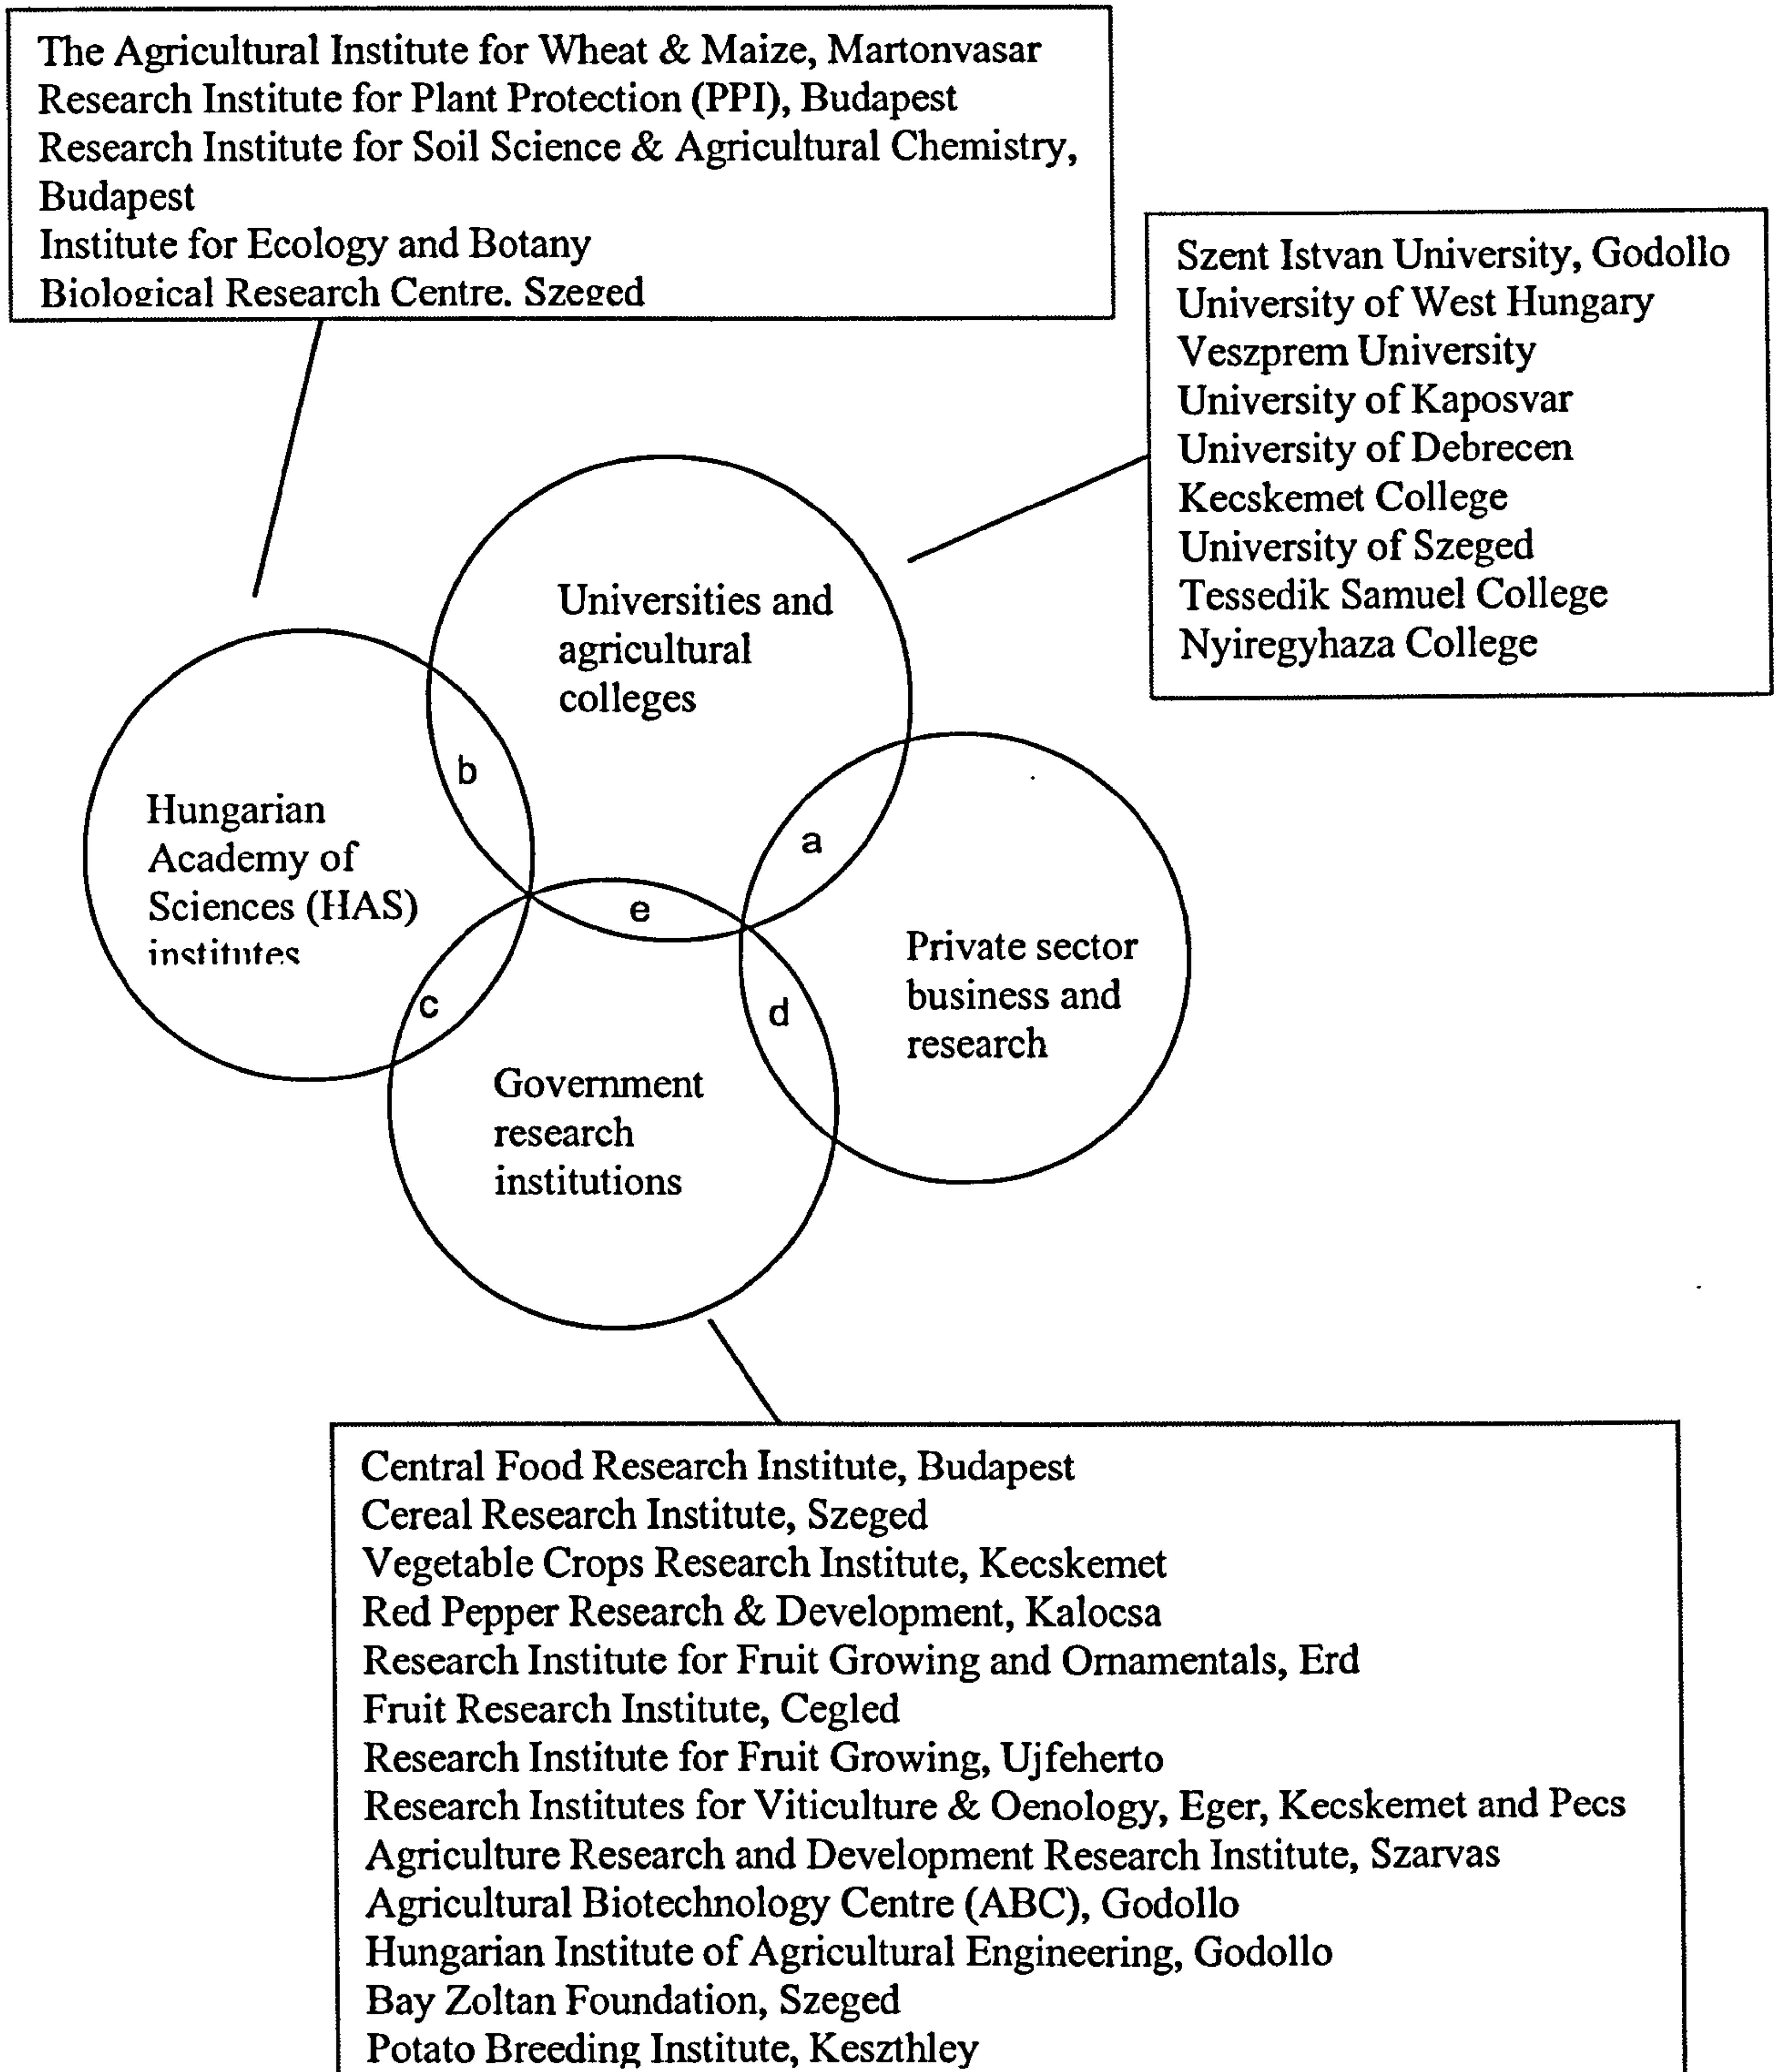 The Agricultural Institute for Wheat & Maize, Martonvasar
Research Institute for Plant Protection (PPI), Budapest
Research Institute for Soil Science & Agricultural Chemistry,
Budapest
Institute for Ecology and Botany
Biological Research Centre. Szeged
Szent Istvan University, Godollo
University of West Hungary
Veszprem University
University of Kaposvar
University of Debrecen
Kecskemet College
University of Szeged
Tessedik Samuel College
Nyiregyhaza College
Universities and
agricultural
colleges
b
a
Hungarian
Academy of
Sciences (HAS)
institutes
e
c
d
Private sector
business and
research
Government
research
institutions
Central Food Research Institute, Budapest
Cereal Research Institute, Szeged
Vegetable Crops Research Institute, Kecskemet
Red Pepper Research & Development, Kalocsa
Research Institute for Fruit Growing and Ornamentals, Erd
Fruit Research Institute, Cegled
Research Institute for Fruit Growing, Ujfeherto
Research Institutes for Viticulture & Oenology, Eger, Kecskemet and Pecs
Agriculture Research and Development Research Institute, Szarvas
Agricultural Biotechnology Centre (ABC), Godollo
Hungarian Institute of Agricultural Engineering, Godollo
Bay Zoltan Foundation, Szeged
Potato Breeding Institute, Keszthley